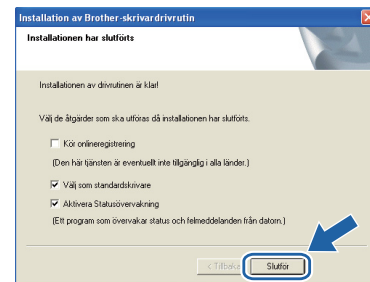 Installation av Brother-skrivardrivrutin
Installationen har slutförts
Installationen av drivrutinen är klar!
Välj de åtgärder som ska utföras då installationen har slutförts.
Kör onlineregistrering
(Den här tjänsten är eventuellt inte tillgänglig i alla länder.)
Välj som standardskrivare
Aktivera Statusövervakning
(Ett program som övervakar status och felmeddelanden från datorn.)
< Tillbaka
Slutför